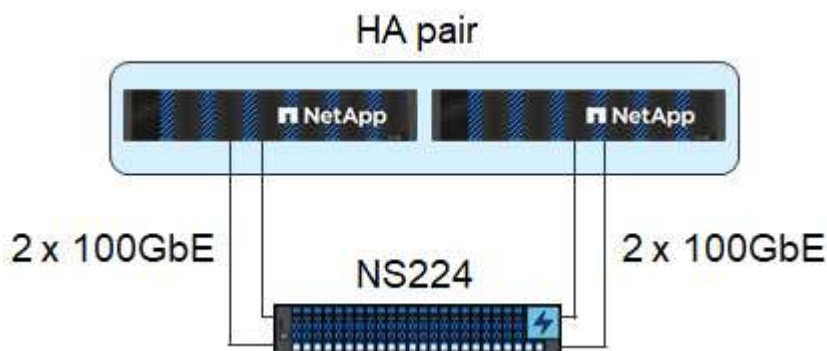 HA pair
NetApp NetApp
2 x 100GbE 2 x 100GbE
NS224